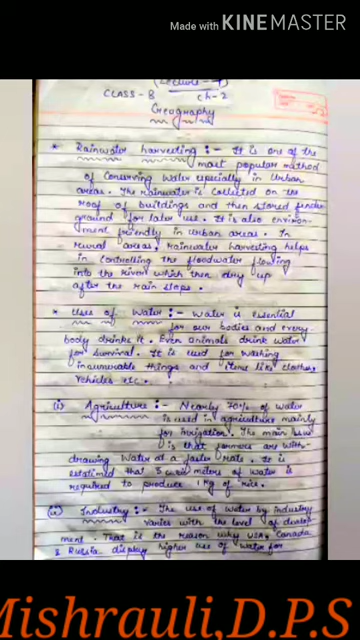 Made with KINEMASTER
(Lecture - 1)
CLASS - 8 ch - 2
Geography
* Rainwater harvesting :- It is one of the
most popular method
of conserving water especially in urban
areas. The rainwater is collected on the
roof of buildings and then stored under
ground for later use. It is also environ-
ment friendly in urban areas. In
rural areas, rainwater harvesting helps
in controlling the floodwater flowing
into the river which then dry up
after the rain stops.
* Uses of Water :- Water is essential
for our bodies and every
body drinks it. Even animals drink water
for survival. It is used for washing
innumerable things and items like clothes,
vehicles etc.
(i) Agriculture :- Nearly 70% of water
is used in agriculture mainly
for irrigation. The main issue
is that farmers are with-
drawing water at a faster rate. It is
estatimed that 5 meters of water is
required to produce 1 Kg of rice.
(ii) Industry :- The use of water by industry
varies with the level of develop
ment. That is the reason why USA, Canada
& Russia display higher use of water for
Mishrauli,D.P.S